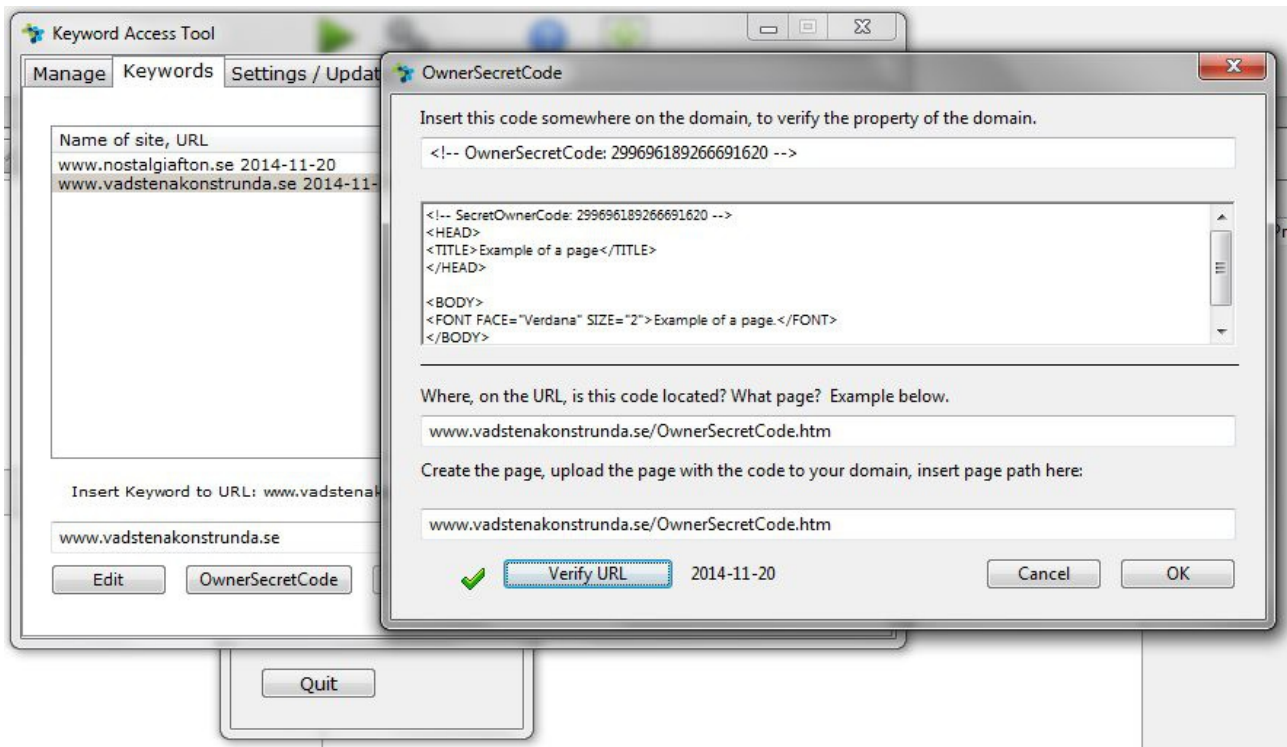 Keyword Access Tool
Manage Keywords Settings / Updat
Name of site, URL
www.nostalgiafton.se 2014-11-20
www.vadstenakonstrunda.se 2014-11-
Insert Keyword to URL: www.vadstenak
www.vadstenakonstrunda.se
Edit OwnerSecretCode
Quit
OwnerSecretCode
Insert this code somewhere on the domain, to verify the property of the domain.
<!-- OwnerSecretCode: 299696189266691620 -->
<!-- SecretOwnerCode: 299696189266691620 -->
<HEAD>
<TITLE>Example of a page</TITLE>
</HEAD>
<BODY>
<FONT FACE="Verdana" SIZE="2">Example of a page.</FONT>
</BODY>
Where, on the URL, is this code located? What page? Example below.
www.vadstenakonstrunda.se/OwnerSecretCode.htm
Create the page, upload the page with the code to your domain, insert page path here:
www.vadstenakonstrunda.se/OwnerSecretCode.htm
Verify URL 2014-11-20 Cancel OK